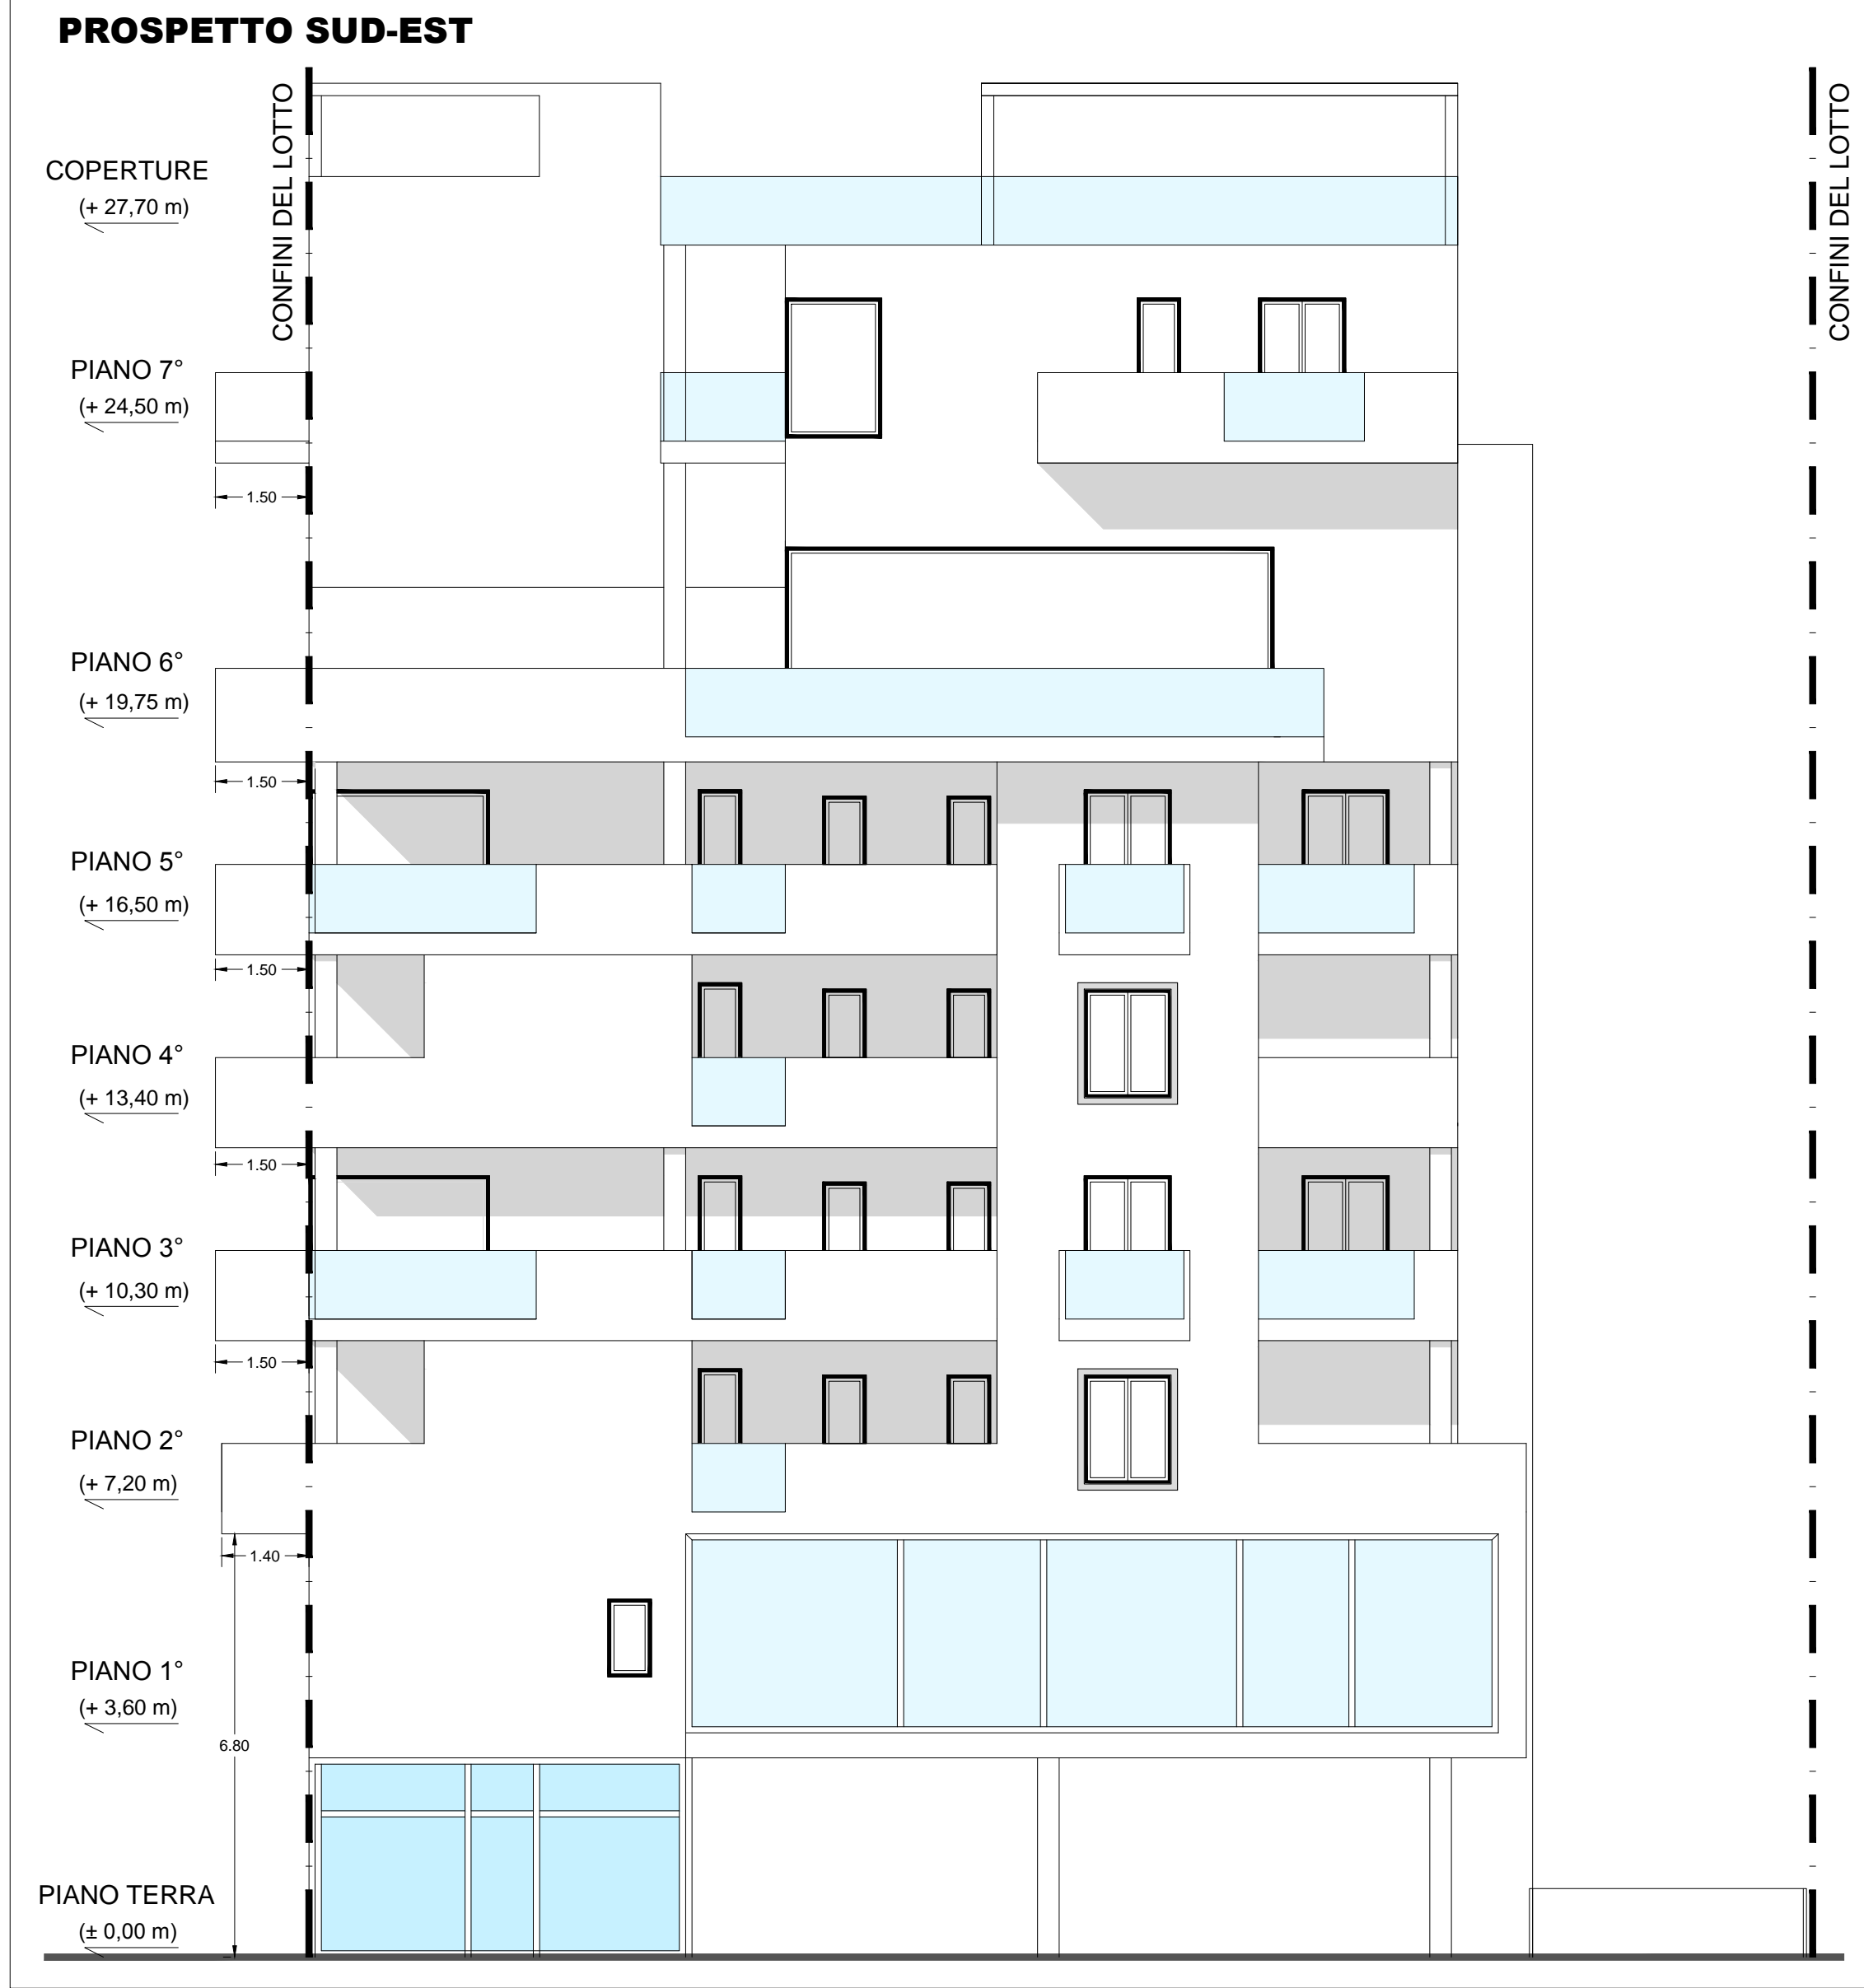 PROSPETTO SUD-EST
CONFINI DEL LOTTO
CONFINI DEL LOTTO
COPERTURE
(+ 27,70 m)
PIANO 7°
(+ 24,50 m)
1.50
PIANO 6°
(+ 19,75 m)
1.50
PIANO 5°
(+ 16,50 m)
1.50
PIANO 4°
(+ 13,40 m)
1.50
PIANO 3°
(+ 10,30 m)
1.50
PIANO 2°
(+ 7,20 m)
1.40
PIANO 1°
(+ 3,60 m)
6.80
PIANO TERRA
(± 0,00 m)